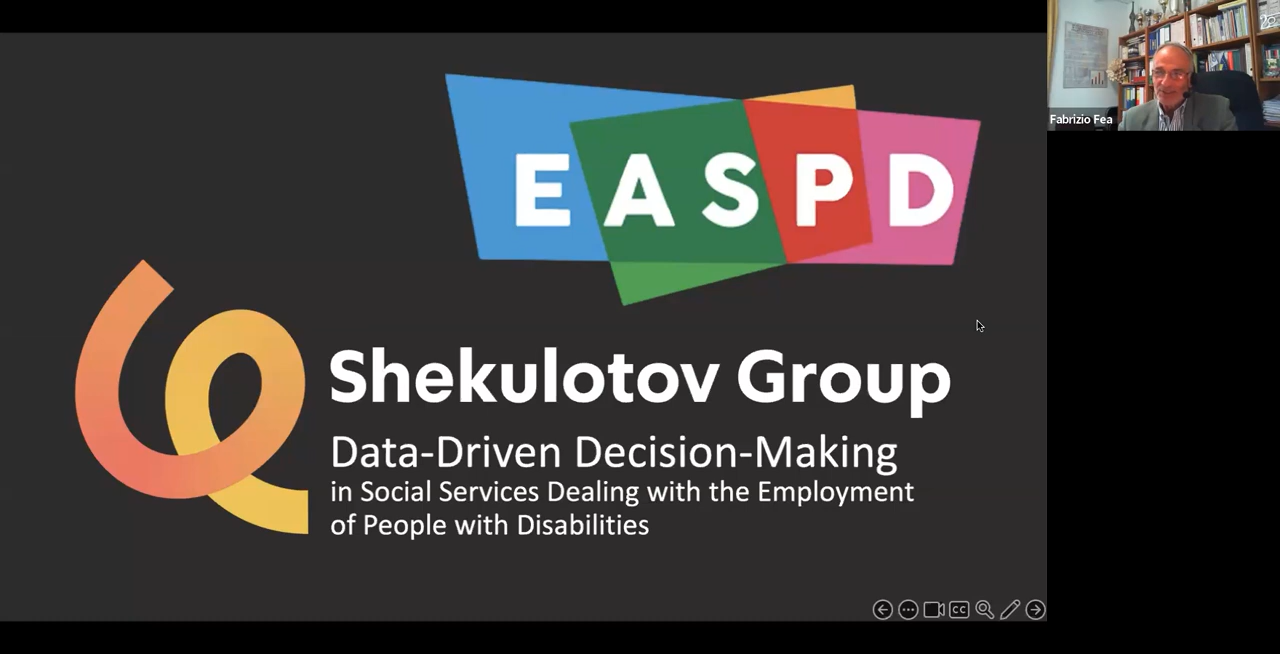 EASPD
Shekulotov Group
Data-Driven Decision-Making
in Social Services Dealing with the Employment
of People with Disabilities
Fabrizio Fea
CC